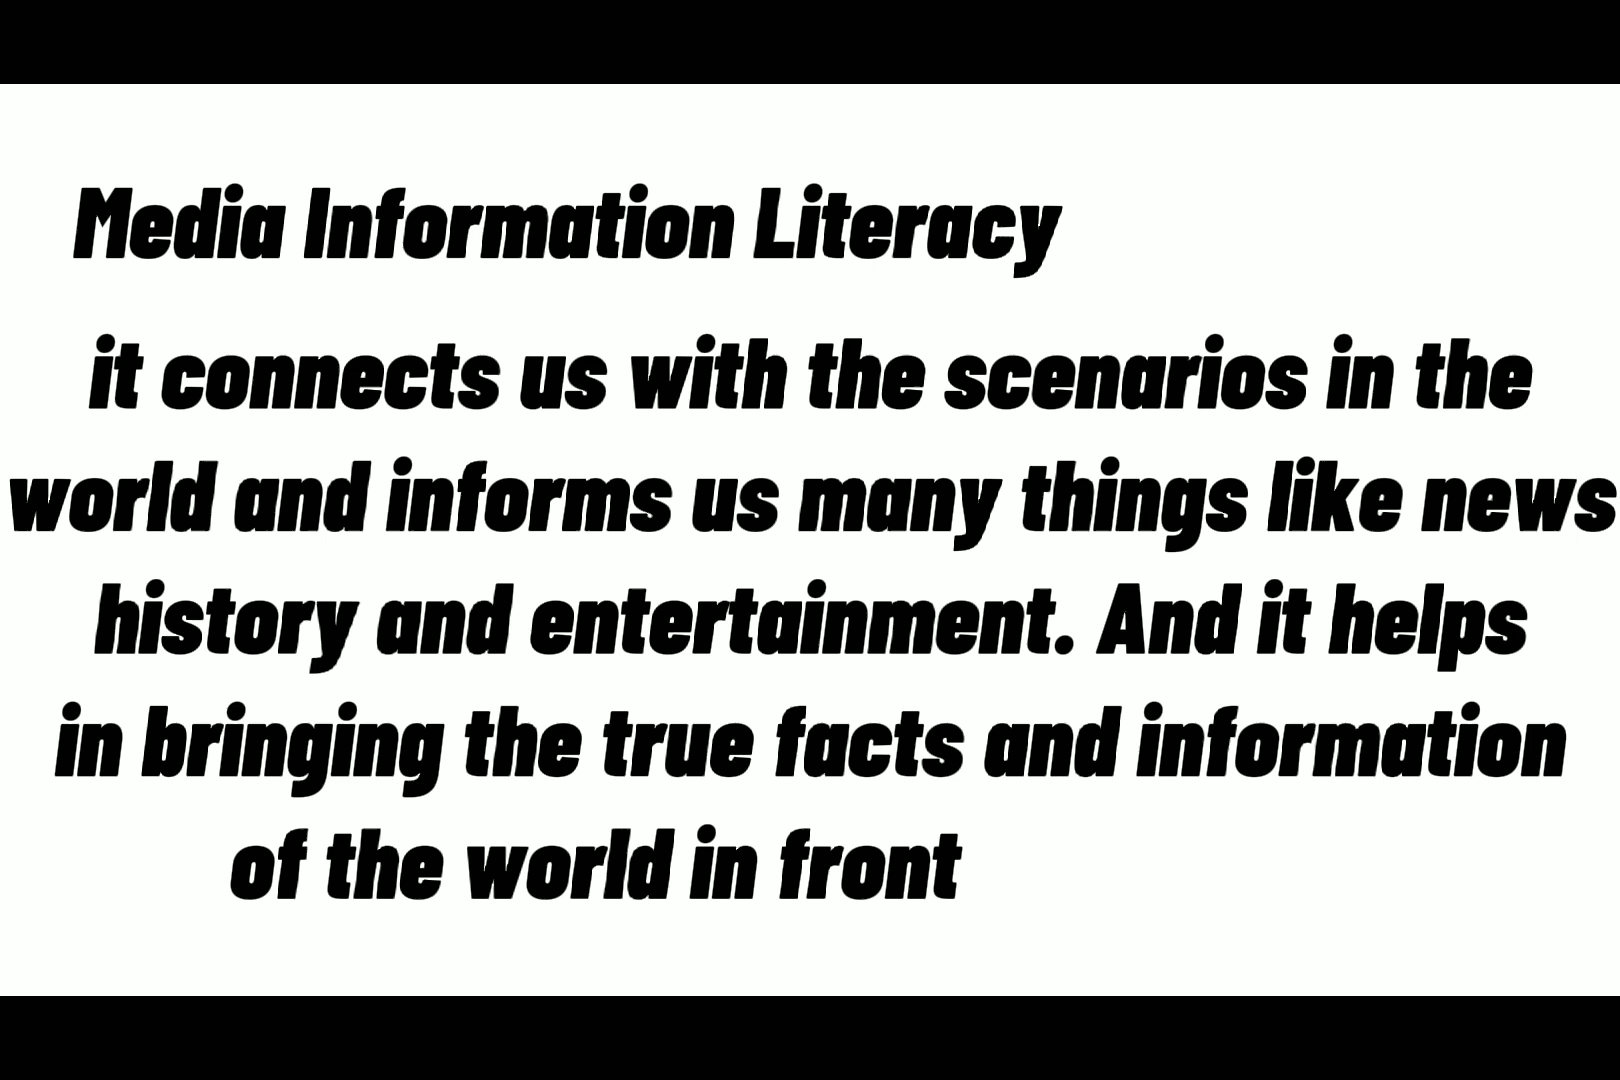 Media Information Literacy
it connects us with the scenarios in the
world and informs us many things like news
history and entertainment. And it helps
in bringing the true facts and information
of the world in front